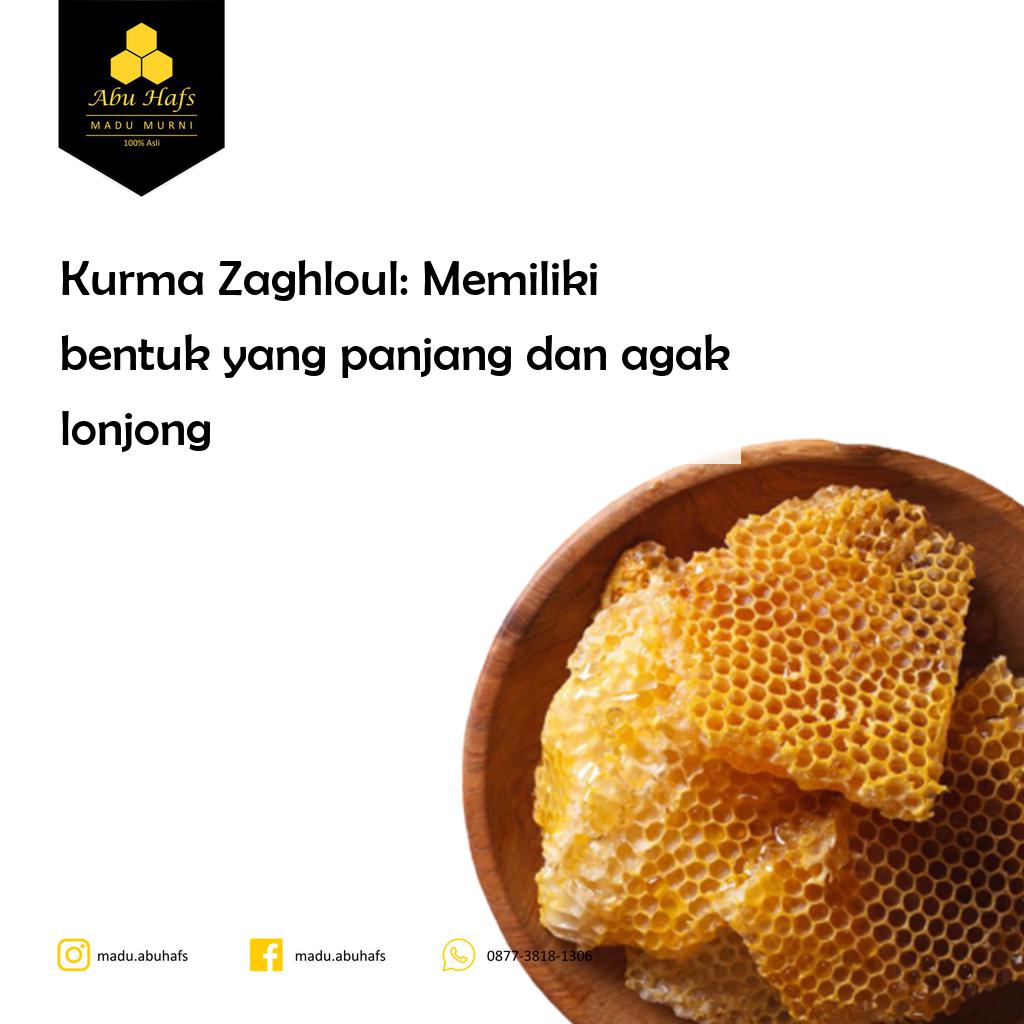 Abu Hafs
MADU MURNI
100% Asli
Kurma Zaghloul: Memiliki
bentuk yang panjang dan agak
lonjong
madu.abuhafs
madu.abuhafs
0877-3818-1306